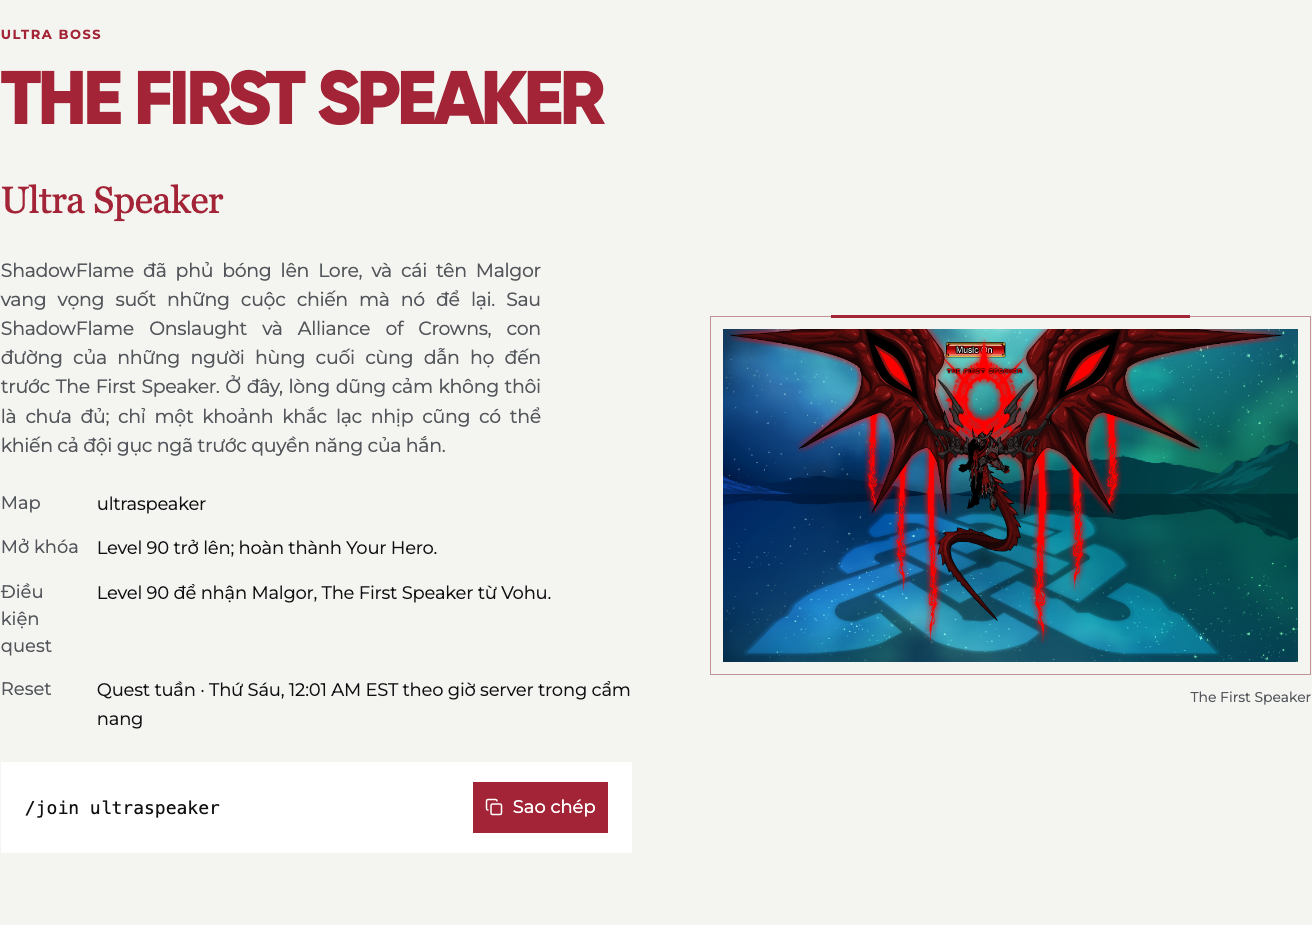 ULTRA BOSS
THE FIRST SPEAKER
Ultra Speaker
ShadowFlame đã phủ bóng lên Lore, và cái tên Malgor
vang vọng suốt những cuộc chiến mà nó để lại. Sau
ShadowFlame Onslaught và Alliance of Crowns, con
đường của những người hùng cuối cùng dẫn họ đến
trước The First Speaker. Ở đây, lòng dũng cảm không thôi
là chưa đủ; chỉ một khoảnh khắc lạc nhịp cũng có thể
khiến cả đội gục ngã trước quyền năng của hắn.
Map ultraspeaker
Mở khóa Level 90 trở lên; hoàn thành Your Hero.
Điều kiện quest Level 90 để nhận Malgor, The First Speaker từ Vohu.
Reset Quest tuần · Thứ Sáu, 12:01 AM EST theo giờ server trong cẩm
nang
/join ultraspeaker
Sao chép
Music On
THE FIRST SPEAKER
The First Speaker